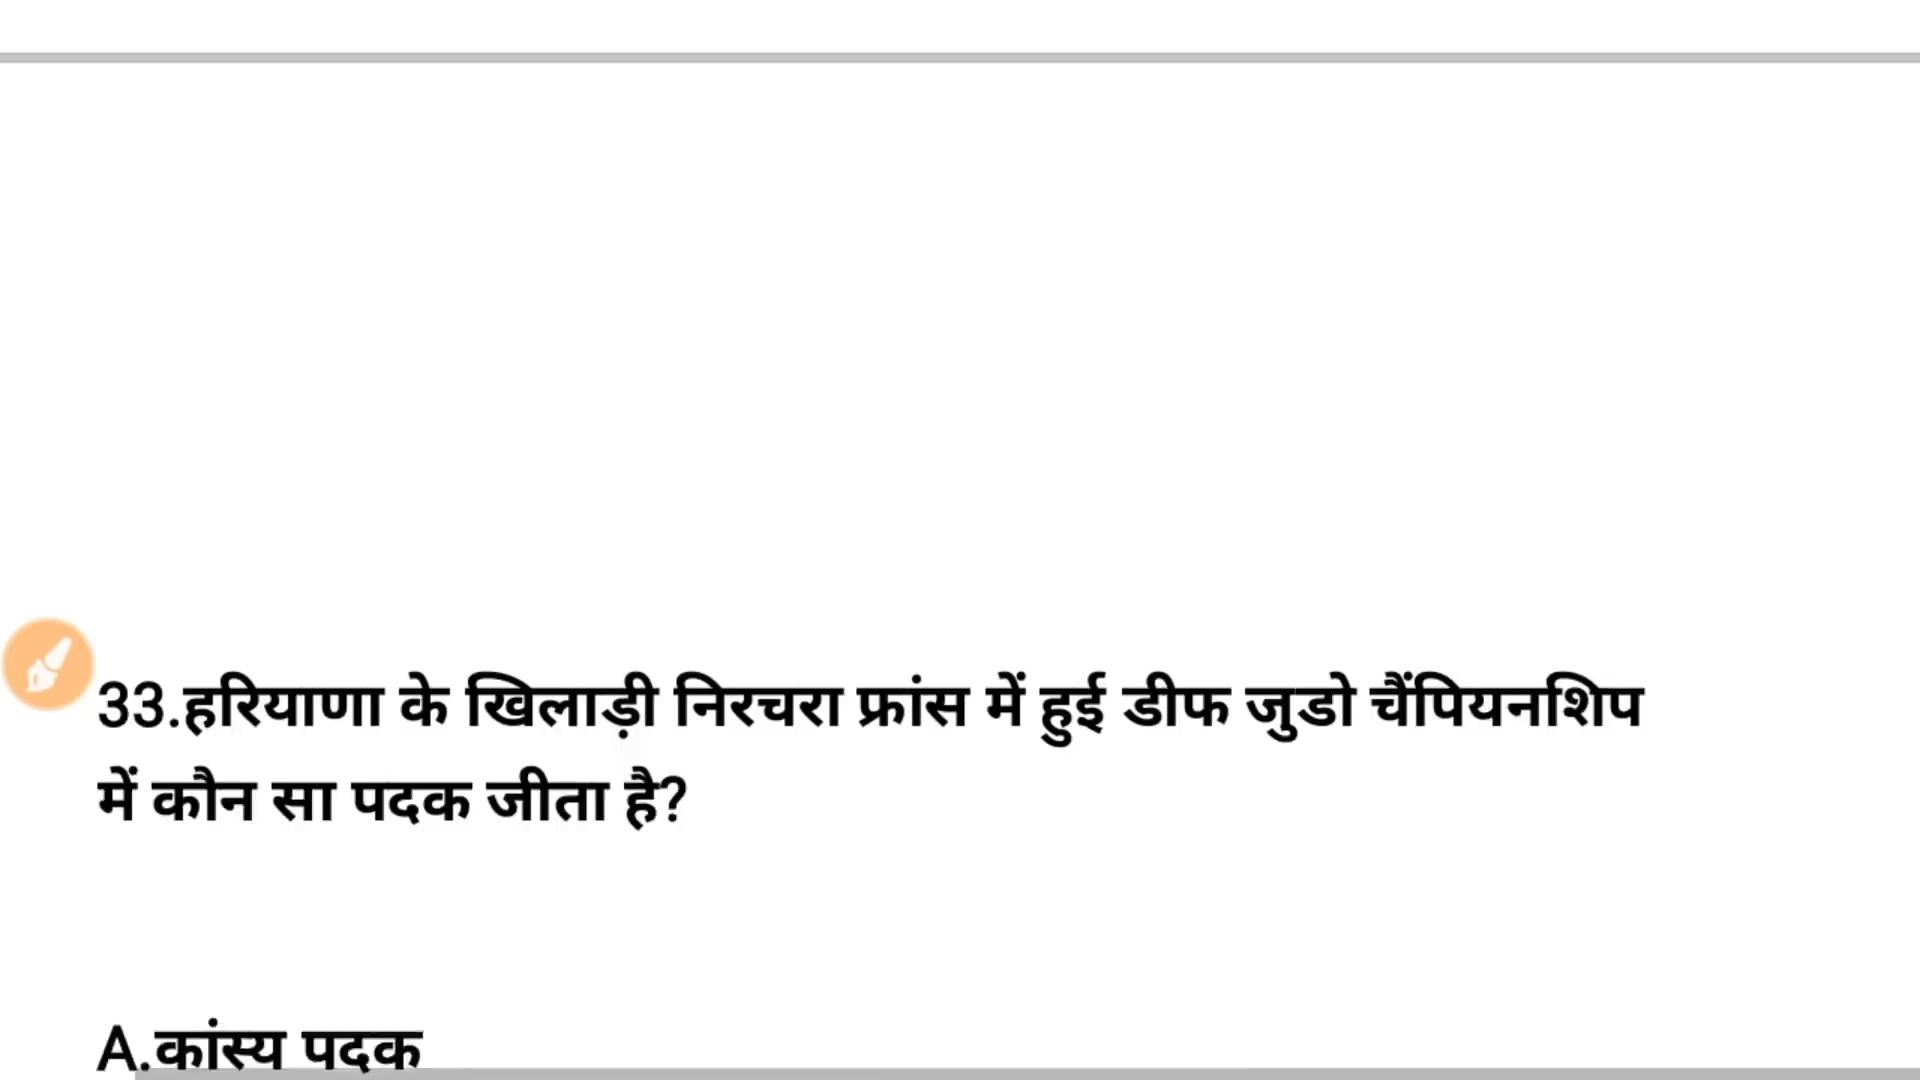 33.हरियाणा के खिलाड़ी निरचरा फ्रांस में हुई डीफ जुडो चैंपियनशिप
में कौन सा पदक जीता है?
A.कांस्य पदक